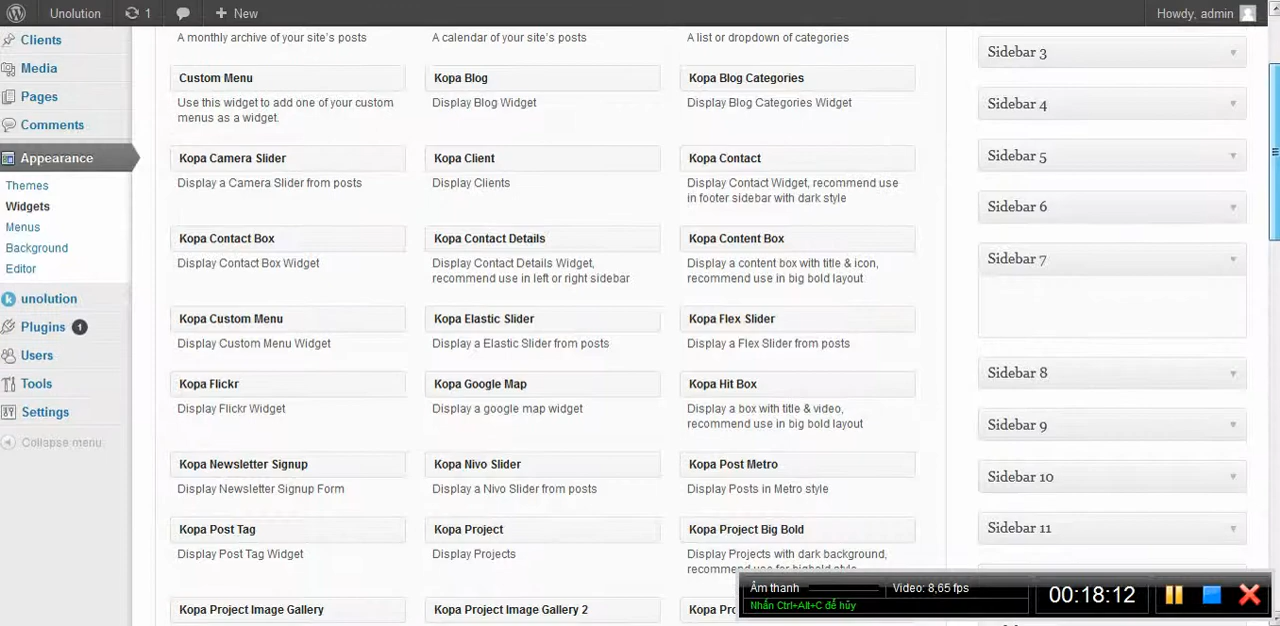 Unolution 1 New Howdy, admin
Clients
Media
Pages
Comments
Appearance
Themes
Widgets
Menus
Background
Editor
unolution
Plugins 1
Users
Tools
Settings
Collapse menu
A monthly archive of your site's posts
A calendar of your site's posts
A list or dropdown of categories
Custom Menu
Use this widget to add one of your custom
menus as a widget.
Kopa Blog
Display Blog Widget
Kopa Blog Categories
Display Blog Categories Widget
Kopa Camera Slider
Display a Camera Slider from posts
Kopa Client
Display Clients
Kopa Contact
Display Contact Widget, recommend use
in footer sidebar with dark style
Kopa Contact Box
Display Contact Box Widget
Kopa Contact Details
Display Contact Details Widget,
recommend use in left or right sidebar
Kopa Content Box
Display a content box with title & icon,
recommend use in big bold layout
Kopa Custom Menu
Display Custom Menu Widget
Kopa Elastic Slider
Display a Elastic Slider from posts
Kopa Flex Slider
Display a Flex Slider from posts
Kopa Flickr
Display Flickr Widget
Kopa Google Map
Display a google map widget
Kopa Hit Box
Display a box with title & video,
recommend use in big bold layout
Kopa Newsletter Signup
Display Newsletter Signup Form
Kopa Nivo Slider
Display a Nivo Slider from posts
Kopa Post Metro
Display Posts in Metro style
Kopa Post Tag
Display Post Tag Widget
Kopa Project
Display Projects
Kopa Project Big Bold
Display Projects with dark background,
recommend use for bigbold style
Kopa Project Image Gallery
Kopa Project Image Gallery 2
Kopa Pro
Sidebar 3
Sidebar 4
Sidebar 5
Sidebar 6
Sidebar 7
Sidebar 8
Sidebar 9
Sidebar 10
Sidebar 11
Âm thanh
Video: 8,65 fps
Nhấn Ctrl+Alt+C để hủy
00:18:12